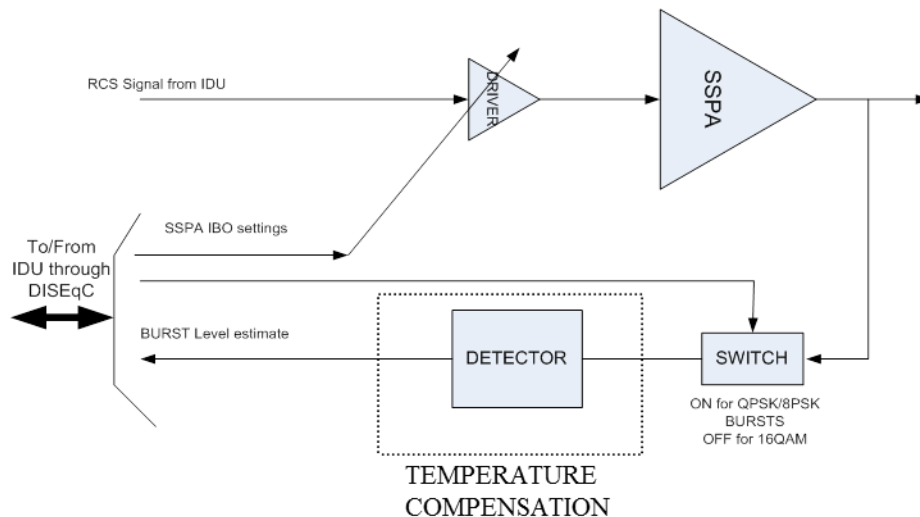 RCS Signal from IDU
DRIVER
SSPA
SSPA IBO settings
To/From
IDU through
DISEqC
BURST Level estimate
DETECTOR
SWITCH
ON for QPSK/8PSK
BURSTS
OFF for 16QAM
TEMPERATURE
COMPENSATION